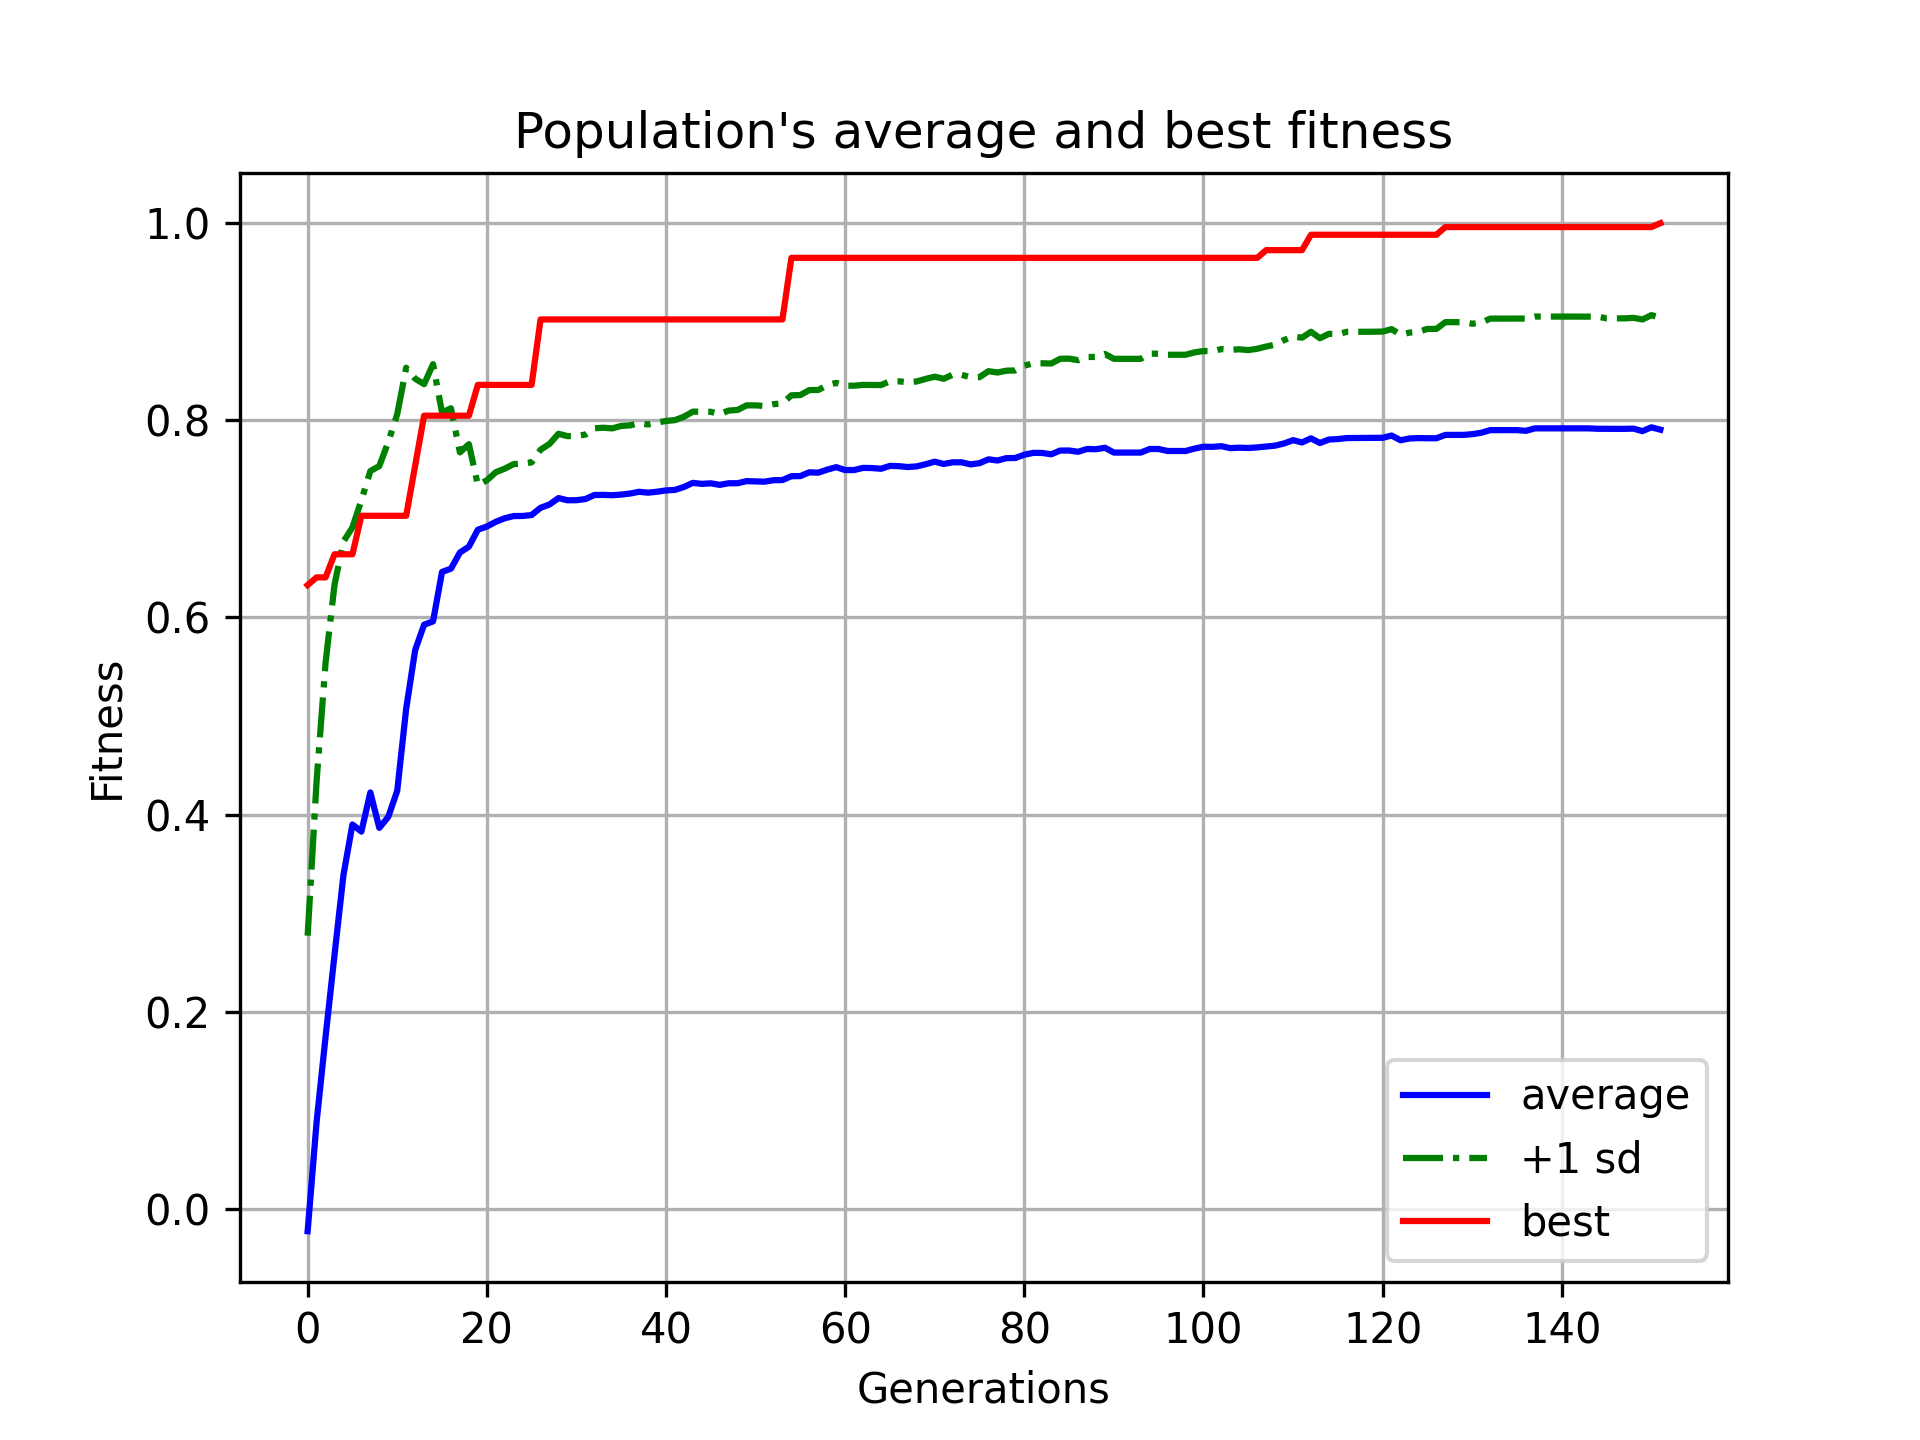 Population's average and best fitness
1.0
0.8
0.6
0.4
0.2
0.0
Fitness
average
+1 sd
best
0 20 40 60 80 100 120 140
Generations